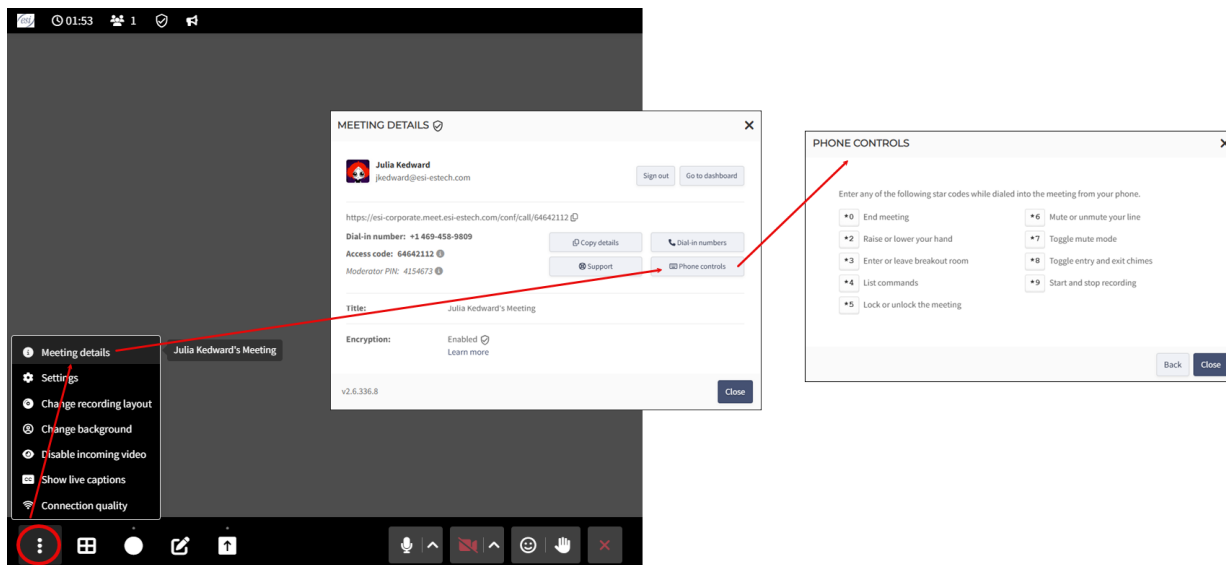 esi
01:53
1
MEETING DETAILS
Julia Kedward
jkedward@esi-estech.com
Sign out
Go to dashboard
https://esi-corporate.meet.esi-estech.com/conf/call/64642112
Dial-in number: +1 469-458-9809
Access code: 64642112
Moderator PIN: 4154673
Copy details
Dial-in numbers
Support
Phone controls
Title: Julia Kedward's Meeting
Encryption: Enabled
Learn more
v2.6.336.8
Close
PHONE CONTROLS
Enter any of the following star codes while dialed into the meeting from your phone.
*0 End meeting
*2 Raise or lower your hand
*3 Enter or leave breakout room
*4 List commands
*5 Lock or unlock the meeting
*6 Mute or unmute your line
*7 Toggle mute mode
*8 Toggle entry and exit chimes
*9 Start and stop recording
Back
Close
Meeting details
Julia Kedward's Meeting
Settings
Change recording layout
Change background
Disable incoming video
CC Show live captions
Connection quality